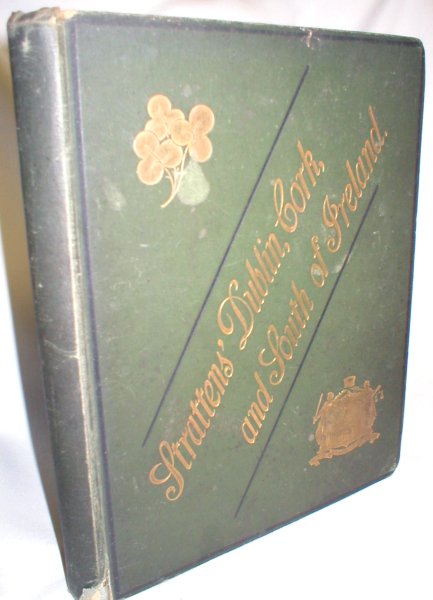 Strattens' Dublin, Cork,
and South of Ireland.